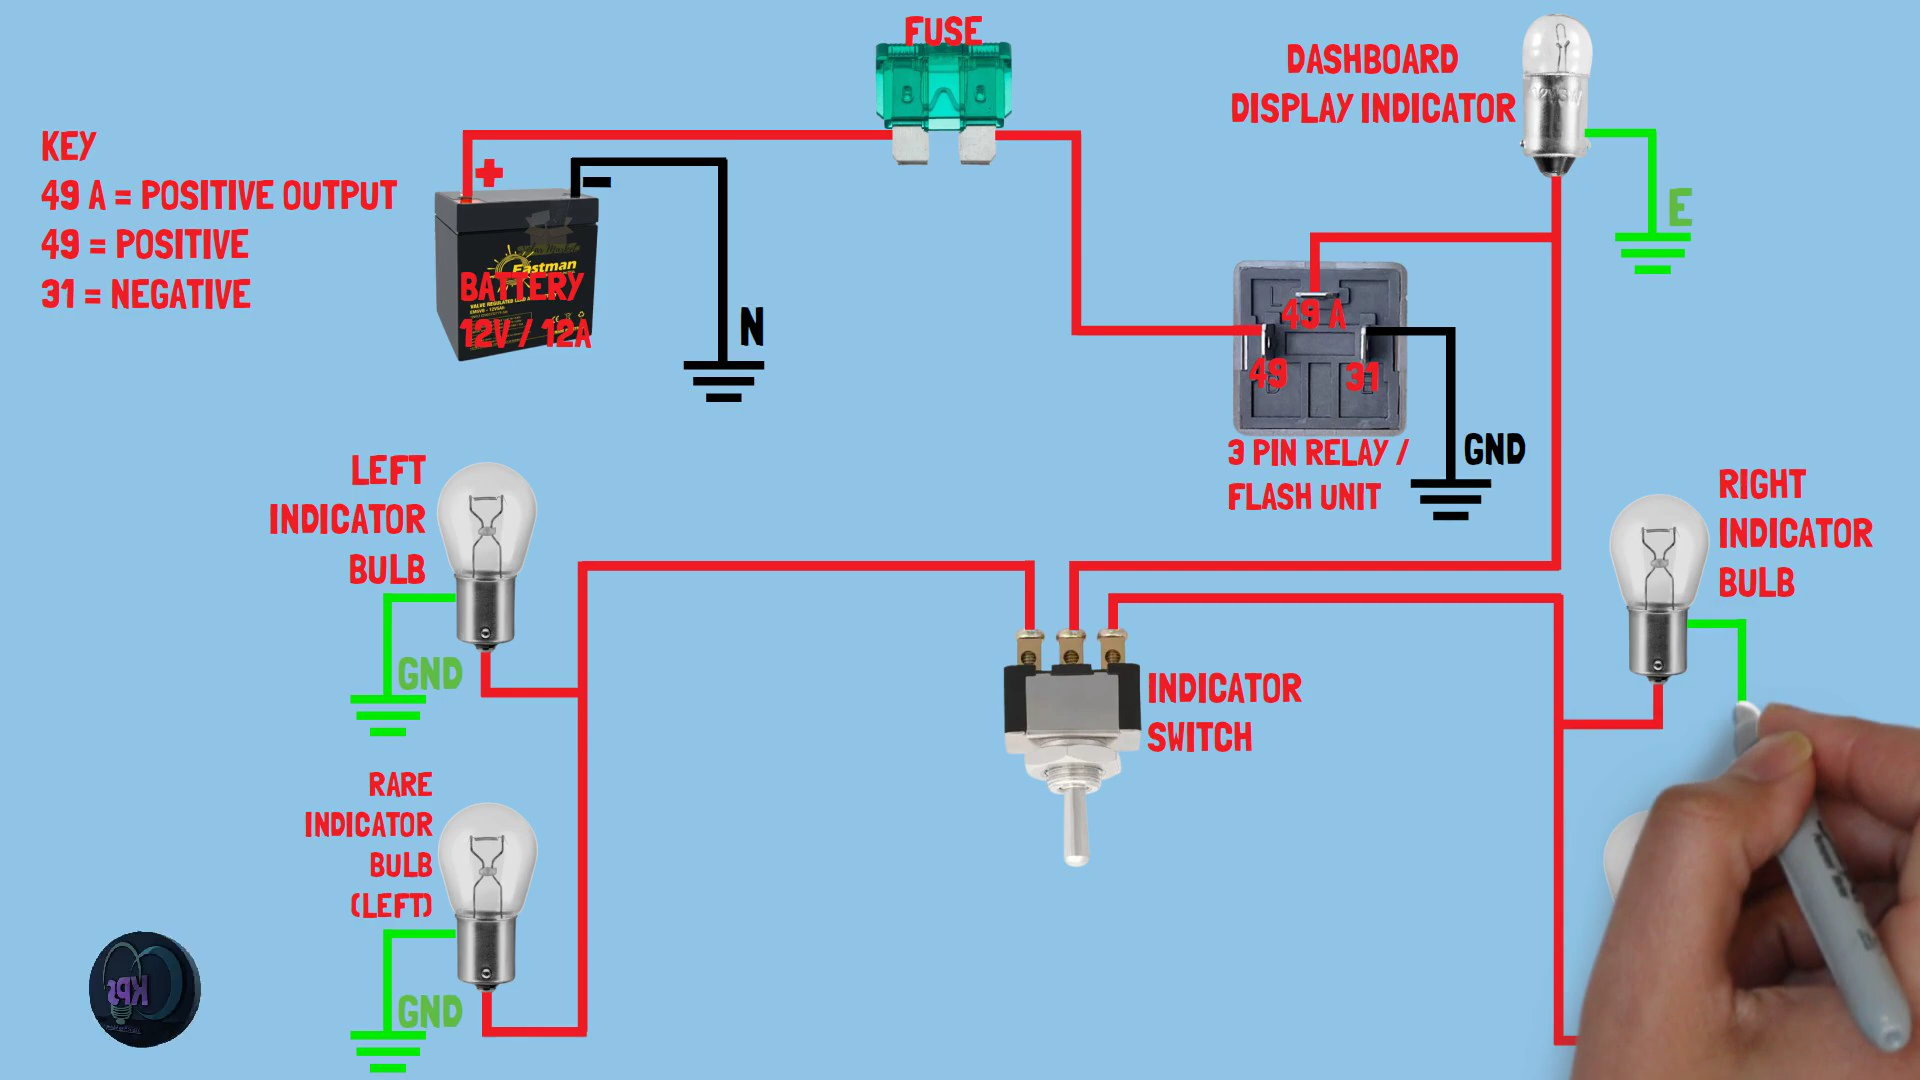 FUSE
DASHBOARD
DISPLAY INDICATOR
KEY
49 A = POSITIVE OUTPUT
49 = POSITIVE
31 = NEGATIVE
+
-
E
Eastman
BATTERY
12V / 12A
N
49 A
49
31
3 PIN RELAY /
FLASH UNIT
GND
LEFT
INDICATOR
BULB
GND
RIGHT
INDICATOR
BULB
INDICATOR
SWITCH
RARE
INDICATOR
BULB
(LEFT)
GND
KPS